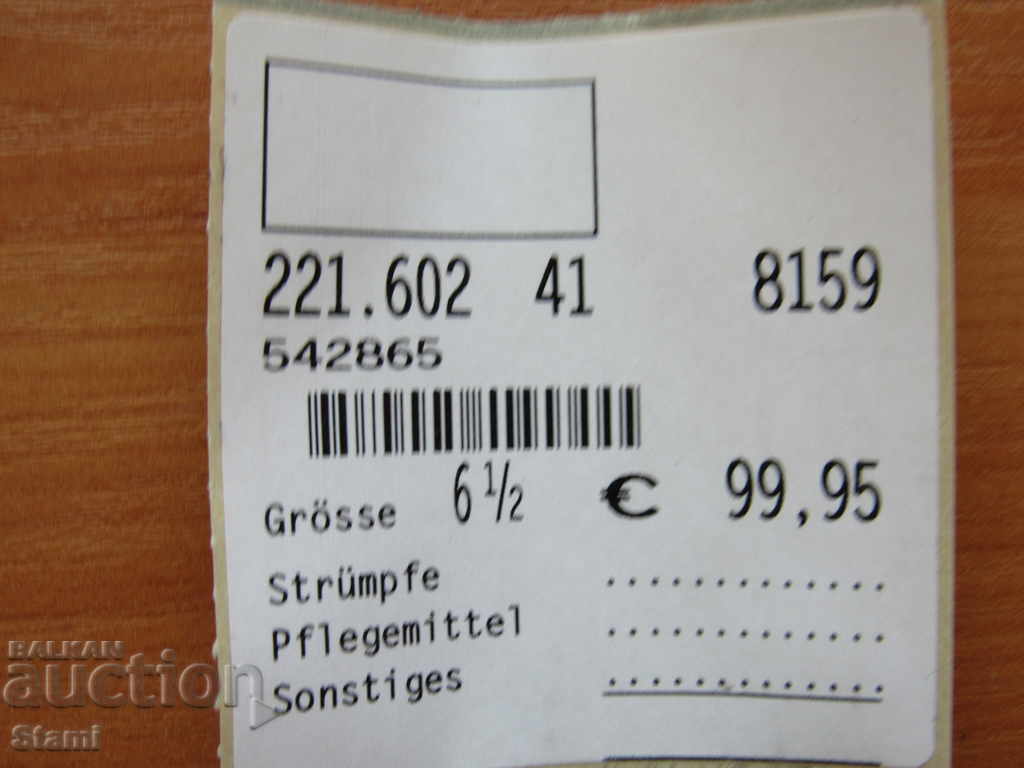 221.602 41 8159
542865
Grösse 6 1/2 € 99,95
Strümpfe ..............
Pflegemittel ..............
Sonstiges ..............
BALKAN
auction
Stami